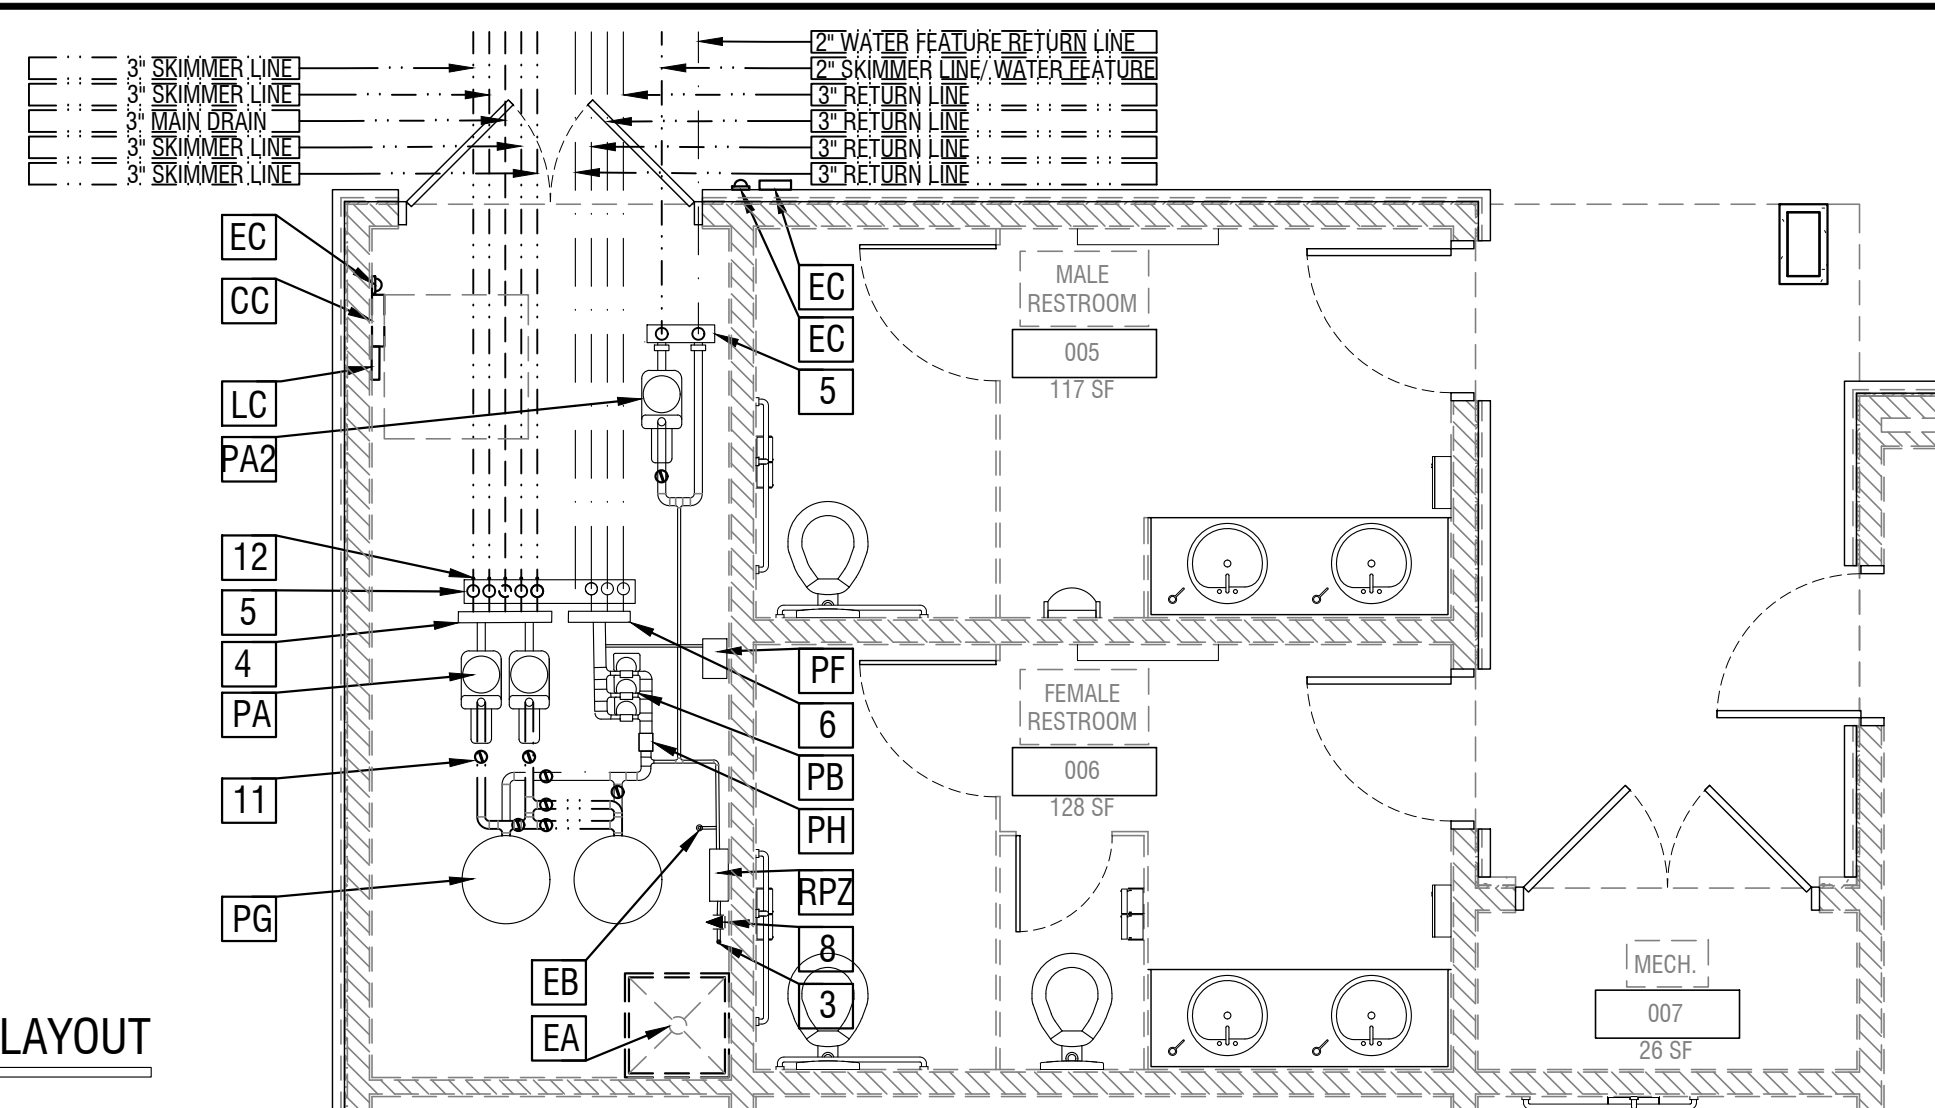 2" WATER FEATURE RETURN LINE
2" SKIMMER LINE/ WATER FEATURE
3" RETURN LINE
3" RETURN LINE
3" RETURN LINE
3" RETURN LINE
3" SKIMMER LINE
3" SKIMMER LINE
3" MAIN DRAIN
3" SKIMMER LINE
3" SKIMMER LINE
EC
CC
LC
PA2
12
5
4
PA
11
PG
EC
EC
5
PF
6
PB
PH
RPZ
8
3
EB
EA
MALE
RESTROOM
005
117 SF
FEMALE
RESTROOM
006
128 SF
MECH.
007
26 SF
LAYOUT